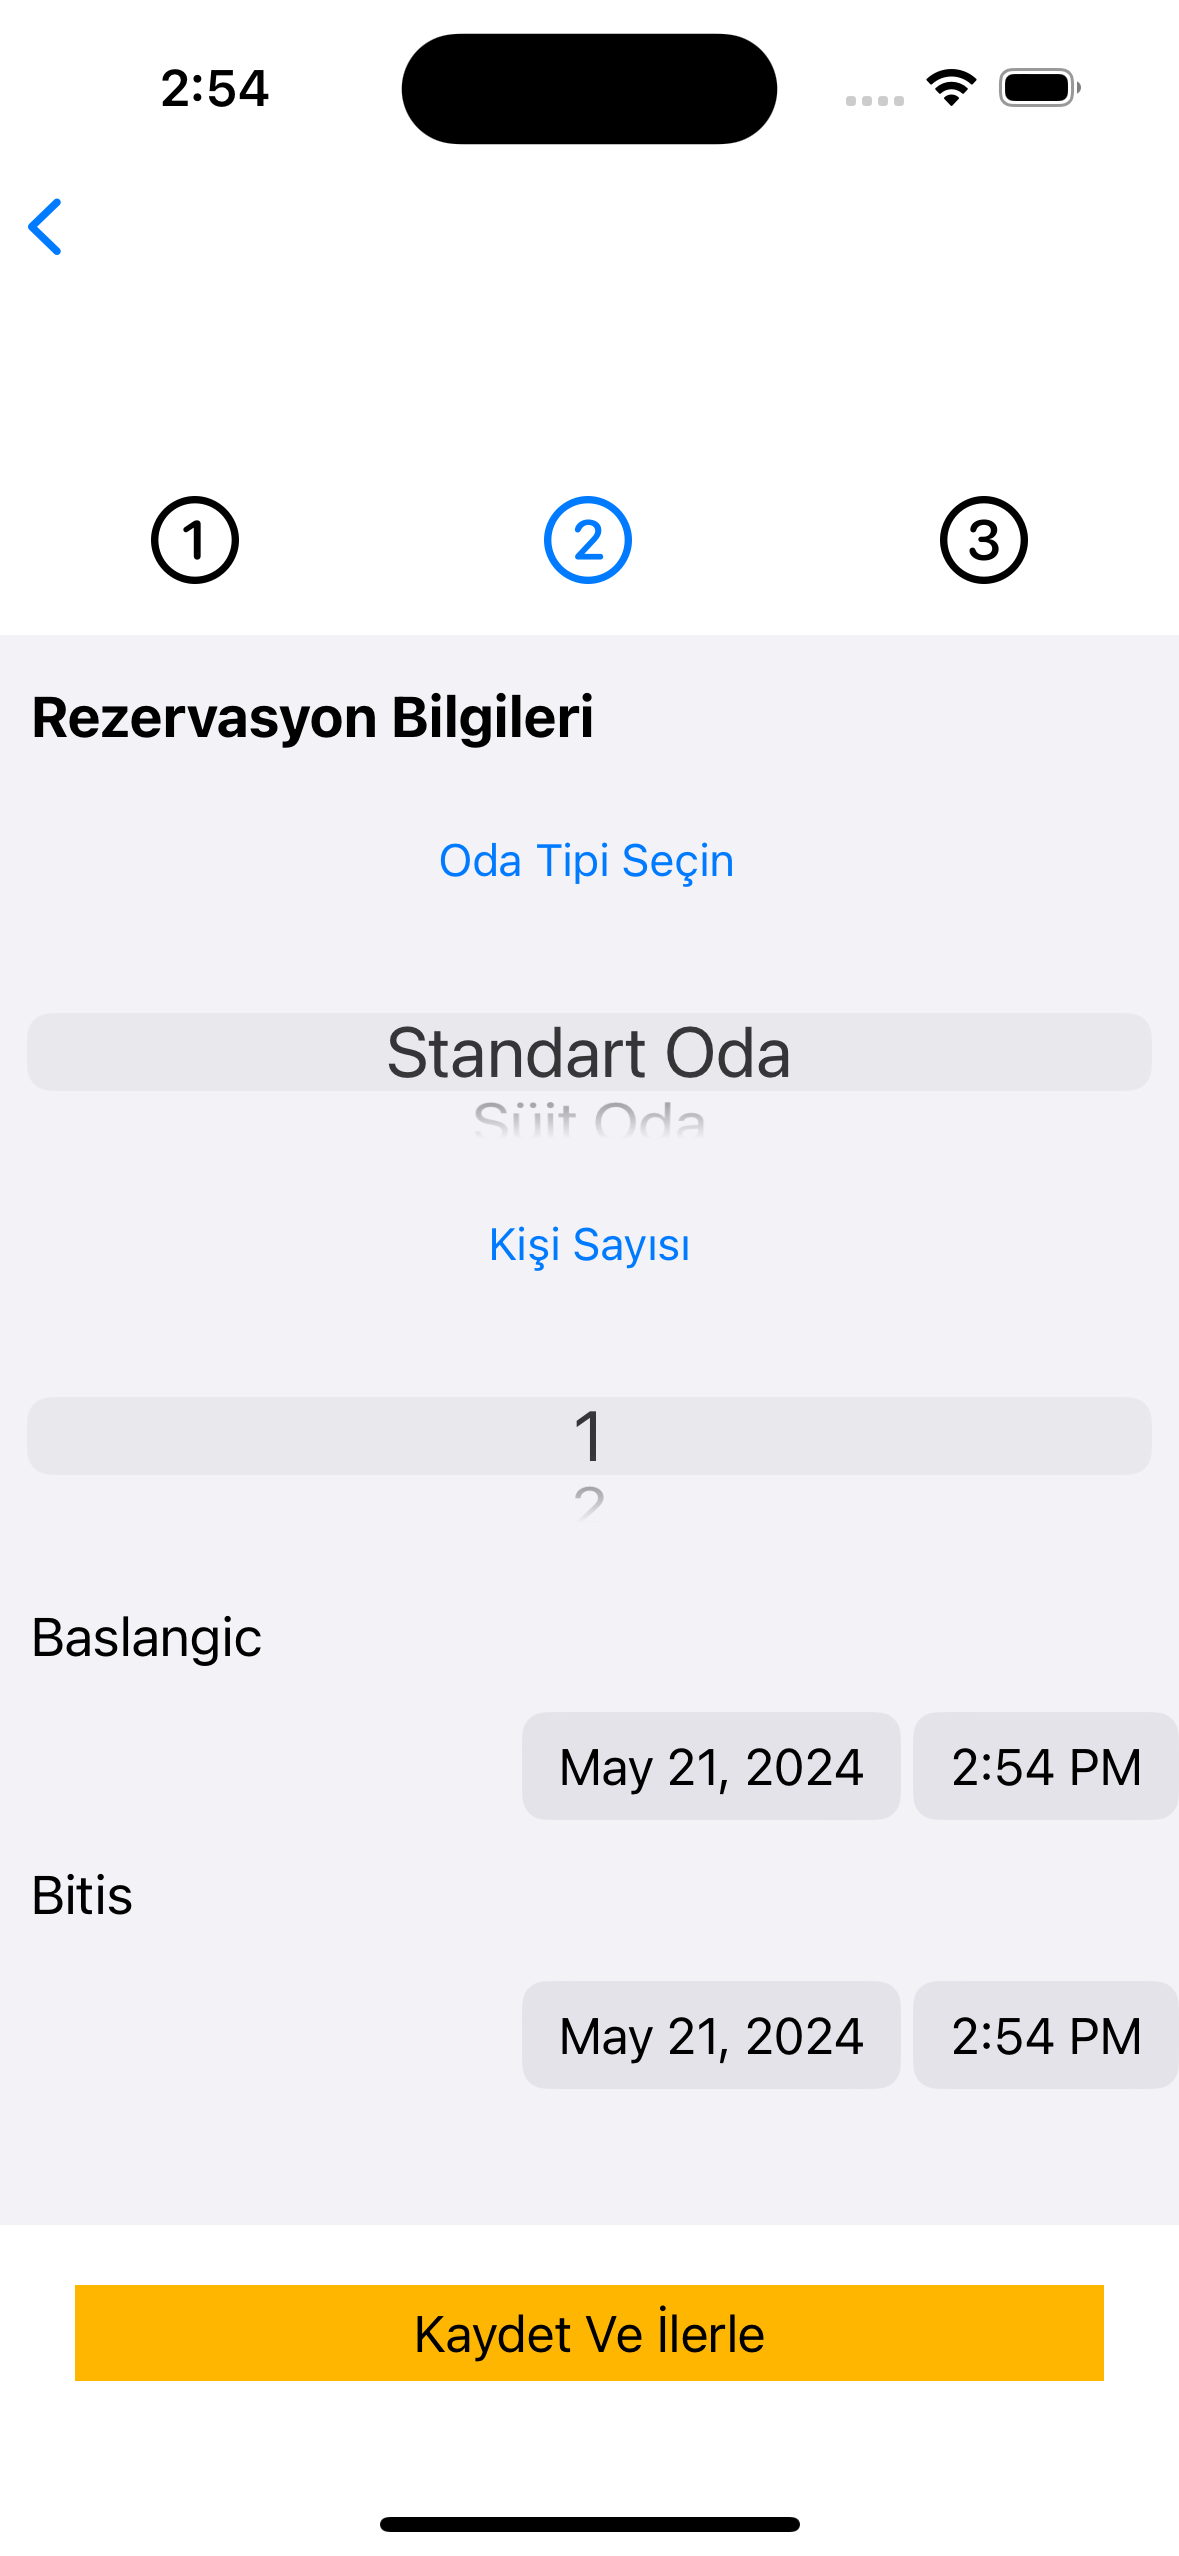 2:54
1 2 3
Rezervasyon Bilgileri
Oda Tipi Seçin
Standart Oda
Süit Oda
Kişi Sayısı
1
2
Baslangic
May 21, 2024 2:54 PM
Bitis
May 21, 2024 2:54 PM
Kaydet Ve İlerle